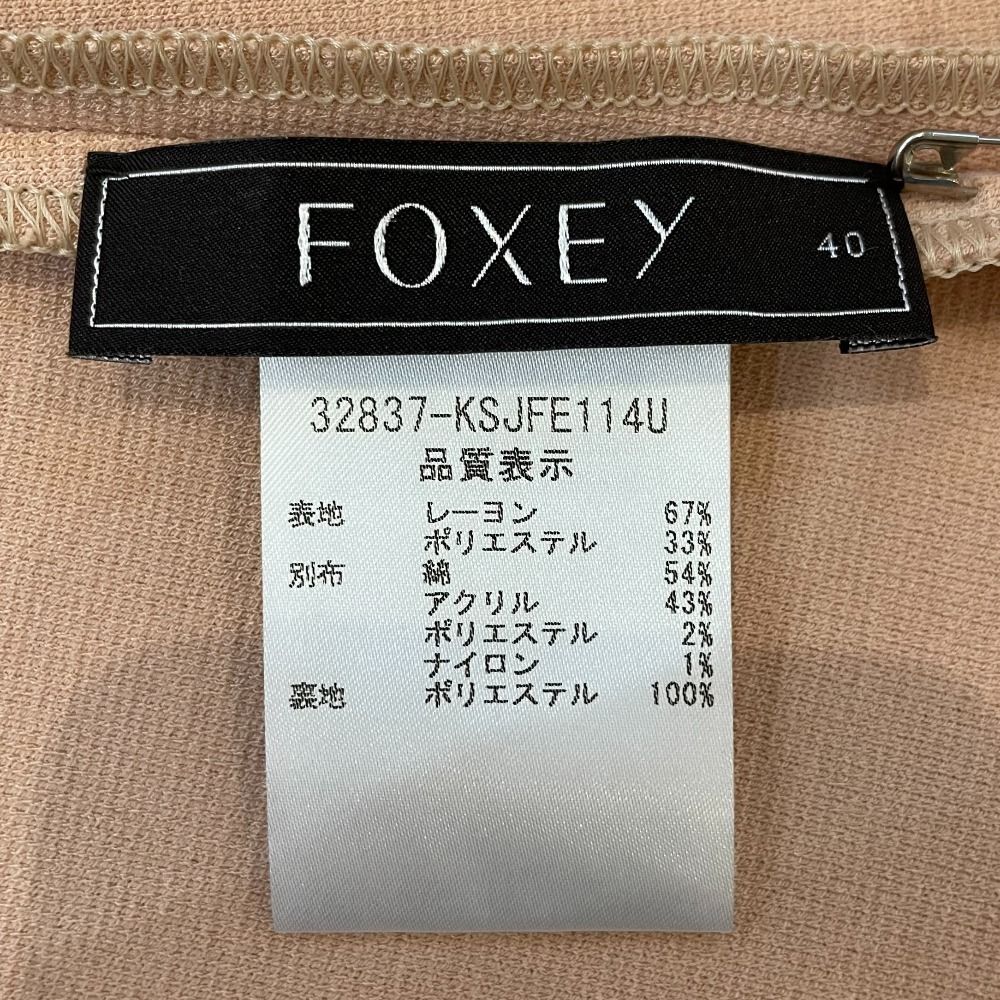 FOXEY 40
32837-KSJFE114U
品質表示
表地 レーヨン 67%
ポリエステル 33%
別布 綿 54%
アクリル 43%
ポリエステル 2%
ナイロン 1%
裏地 ポリエステル 100%